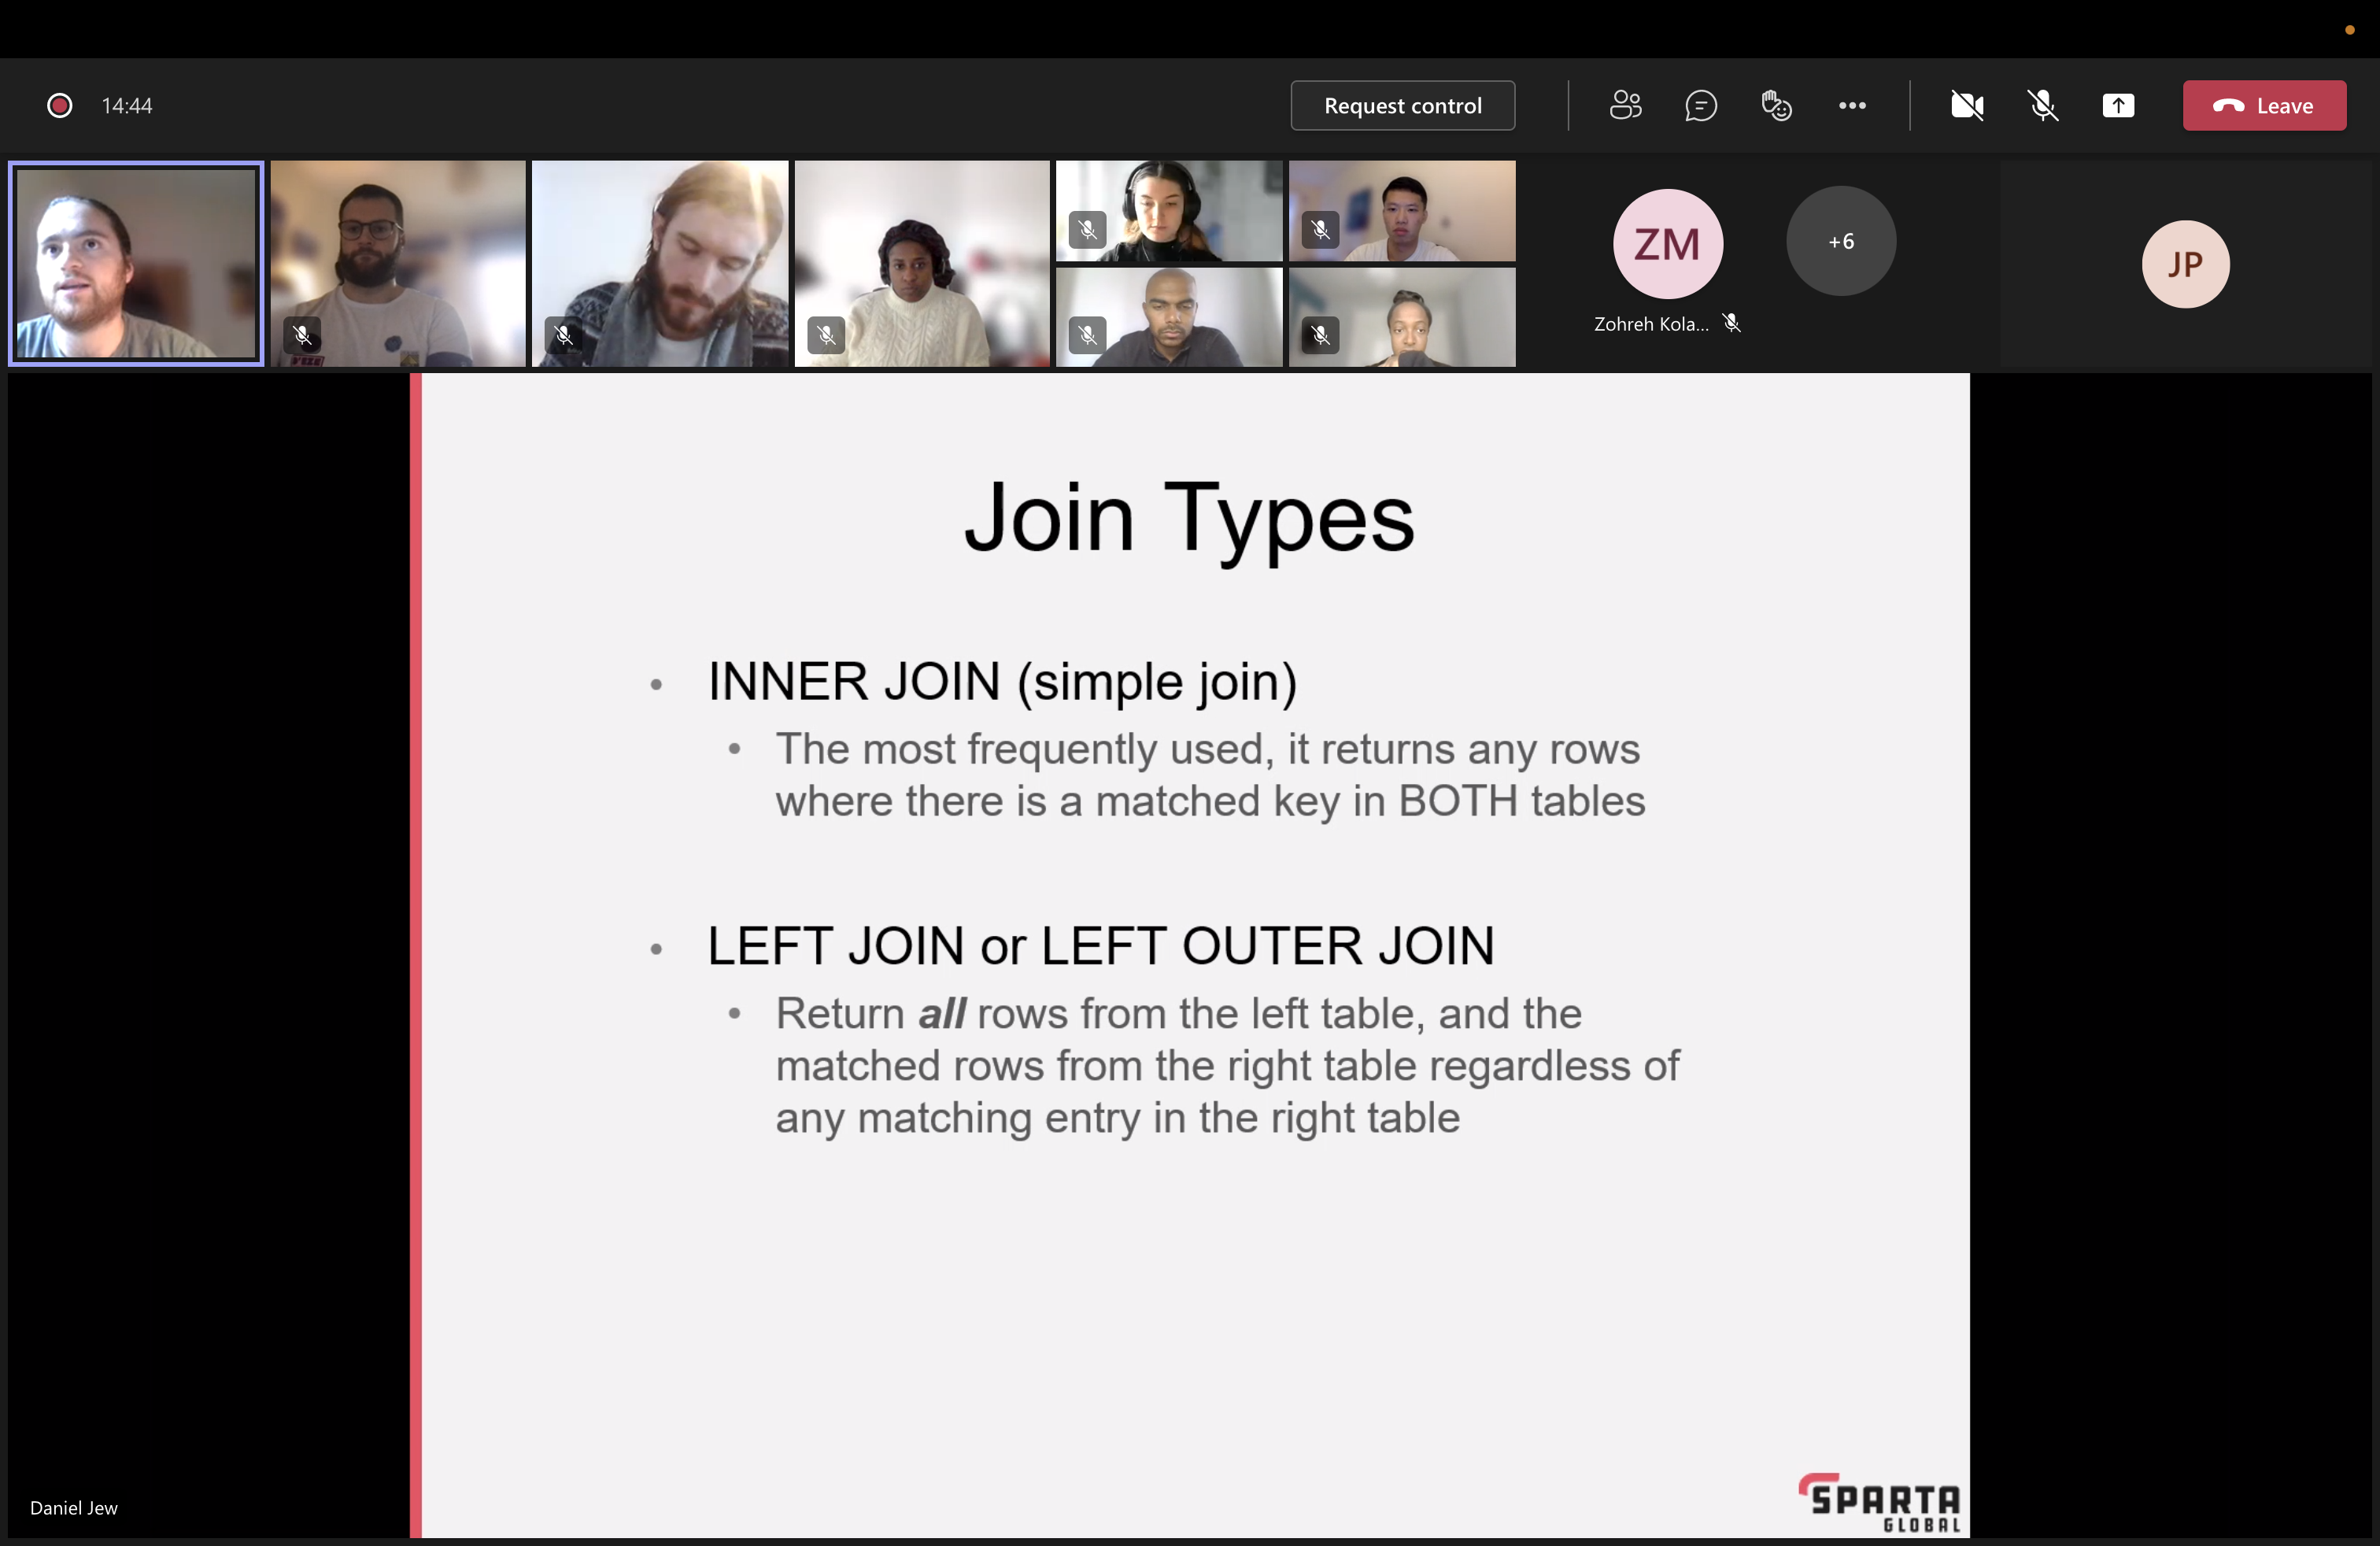 14:44
Request control
Leave
ZM
+6
JP
Zohreh Kola...
Join Types
INNER JOIN (simple join)
The most frequently used, it returns any rows
where there is a matched key in BOTH tables
LEFT JOIN or LEFT OUTER JOIN
Return all rows from the left table, and the
matched rows from the right table regardless of
any matching entry in the right table
Daniel Jew
SPARTA
GLOBAL